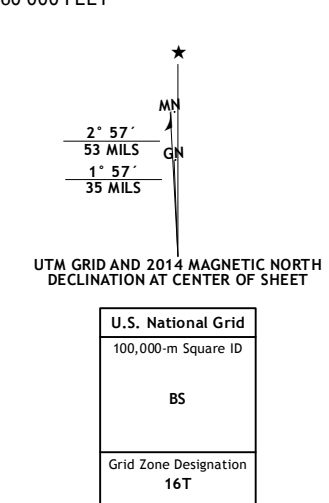 60 000 FEET
★
MN
2° 57´
53 MILS
GN
1° 57´
35 MILS
UTM GRID AND 2014 MAGNETIC NORTH
DECLINATION AT CENTER OF SHEET
U.S. National Grid
100,000-m Square ID
BS
Grid Zone Designation
16T